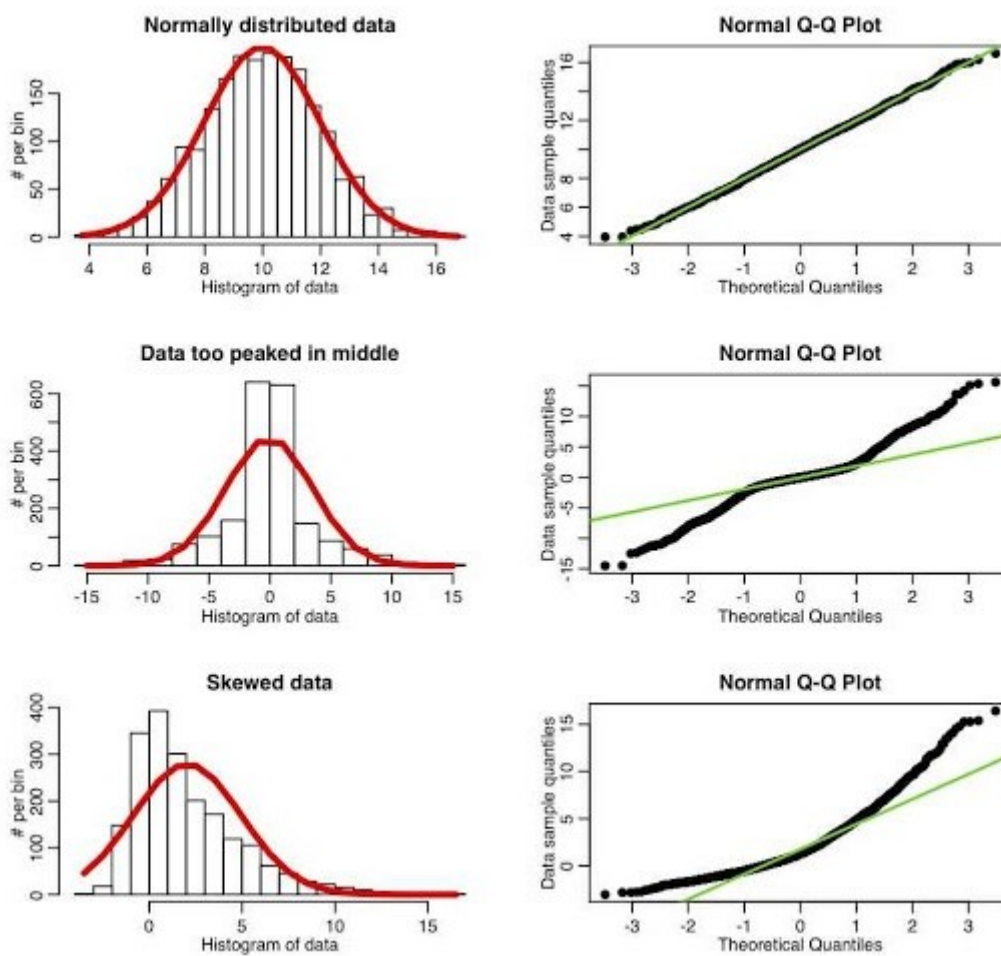 Normally distributed data
# per bin
150
100
50
0
4 6 8 10 12 14 16
Histogram of data
Normal Q-Q Plot
Data sample quantiles
16
12
8
6
4
-3 -2 -1 0 1 2 3
Theoretical Quantiles
Data too peaked in middle
# per bin
600
400
200
0
-15 -10 -5 0 5 10 15
Histogram of data
Normal Q-Q Plot
Data sample quantiles
10
5
0
-5
-15
-3 -2 -1 0 1 2 3
Theoretical Quantiles
Skewed data
# per bin
400
300
200
100
0
0 5 10 15
Histogram of data
Normal Q-Q Plot
Data sample quantiles
15
10
5
0
-3 -2 -1 0 1 2 3
Theoretical Quantiles